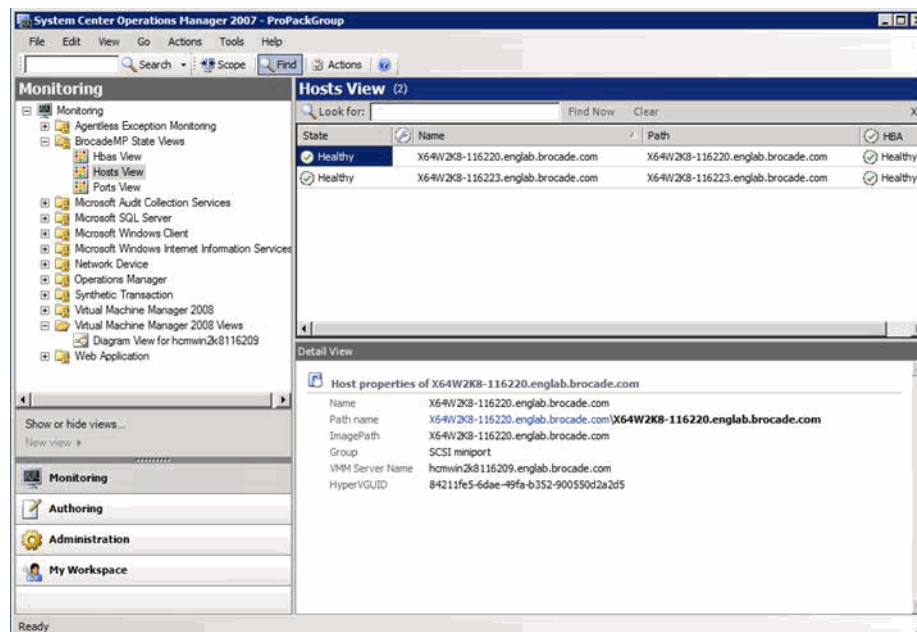 System Center Operations Manager 2007 - ProPackGroup
File Edit View Go Actions Tools Help
Search Scope Find Actions
Monitoring
Monitoring
Agentless Exception Monitoring
BrocadeMP State Views
Hbas View
Hosts View
Ports View
Microsoft Audit Collection Services
Microsoft SQL Server
Microsoft Windows Client
Microsoft Windows Internet Information Services
Network Device
Operations Manager
Synthetic Transaction
Virtual Machine Manager 2008
Virtual Machine Manager 2008 Views
Diagram View for hcmwin2k8116209
Web Application
Show or hide views...
New view
Monitoring
Authoring
Administration
My Workspace
Hosts View (2)
Look for: Find Now Clear X
State Name Path HBA
Healthy X64W2K8-116220.englab.brocade.com X64W2K8-116220.englab.brocade.com Healthy
Healthy X64W2K8-116223.englab.brocade.com X64W2K8-116223.englab.brocade.com Healthy
Detail View
Host properties of X64W2K8-116220.englab.brocade.com
Name X64W2K8-116220.englab.brocade.com
Path name X64W2K8-116220.englab.brocade.com\X64W2K8-116220.englab.brocade.com
ImagePath X64W2K8-116220.englab.brocade.com
Group SCSI miniport
VMM Server Name hcmwin2k8116209.englab.brocade.com
HyperVGUID 84211fe5-6dae-49fa-b352-900550d2a2d5
Ready